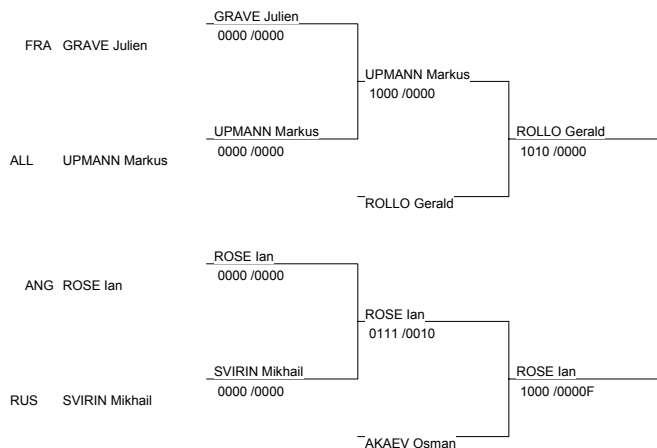 GRAVE Julien
0000 /0000
FRA GRAVE Julien
UPMANN Markus
1000 /0000
UPMANN Markus
0000 /0000
ROLLO Gerald
1010 /0000
ALL UPMANN Markus
ROLLO Gerald
ROSE Ian
0000 /0000
ANG ROSE Ian
ROSE Ian
0111 /0010
SVIRIN Mikhail
0000 /0000
ROSE Ian
1000 /0000F
RUS SVIRIN Mikhail
AKAEV Osman